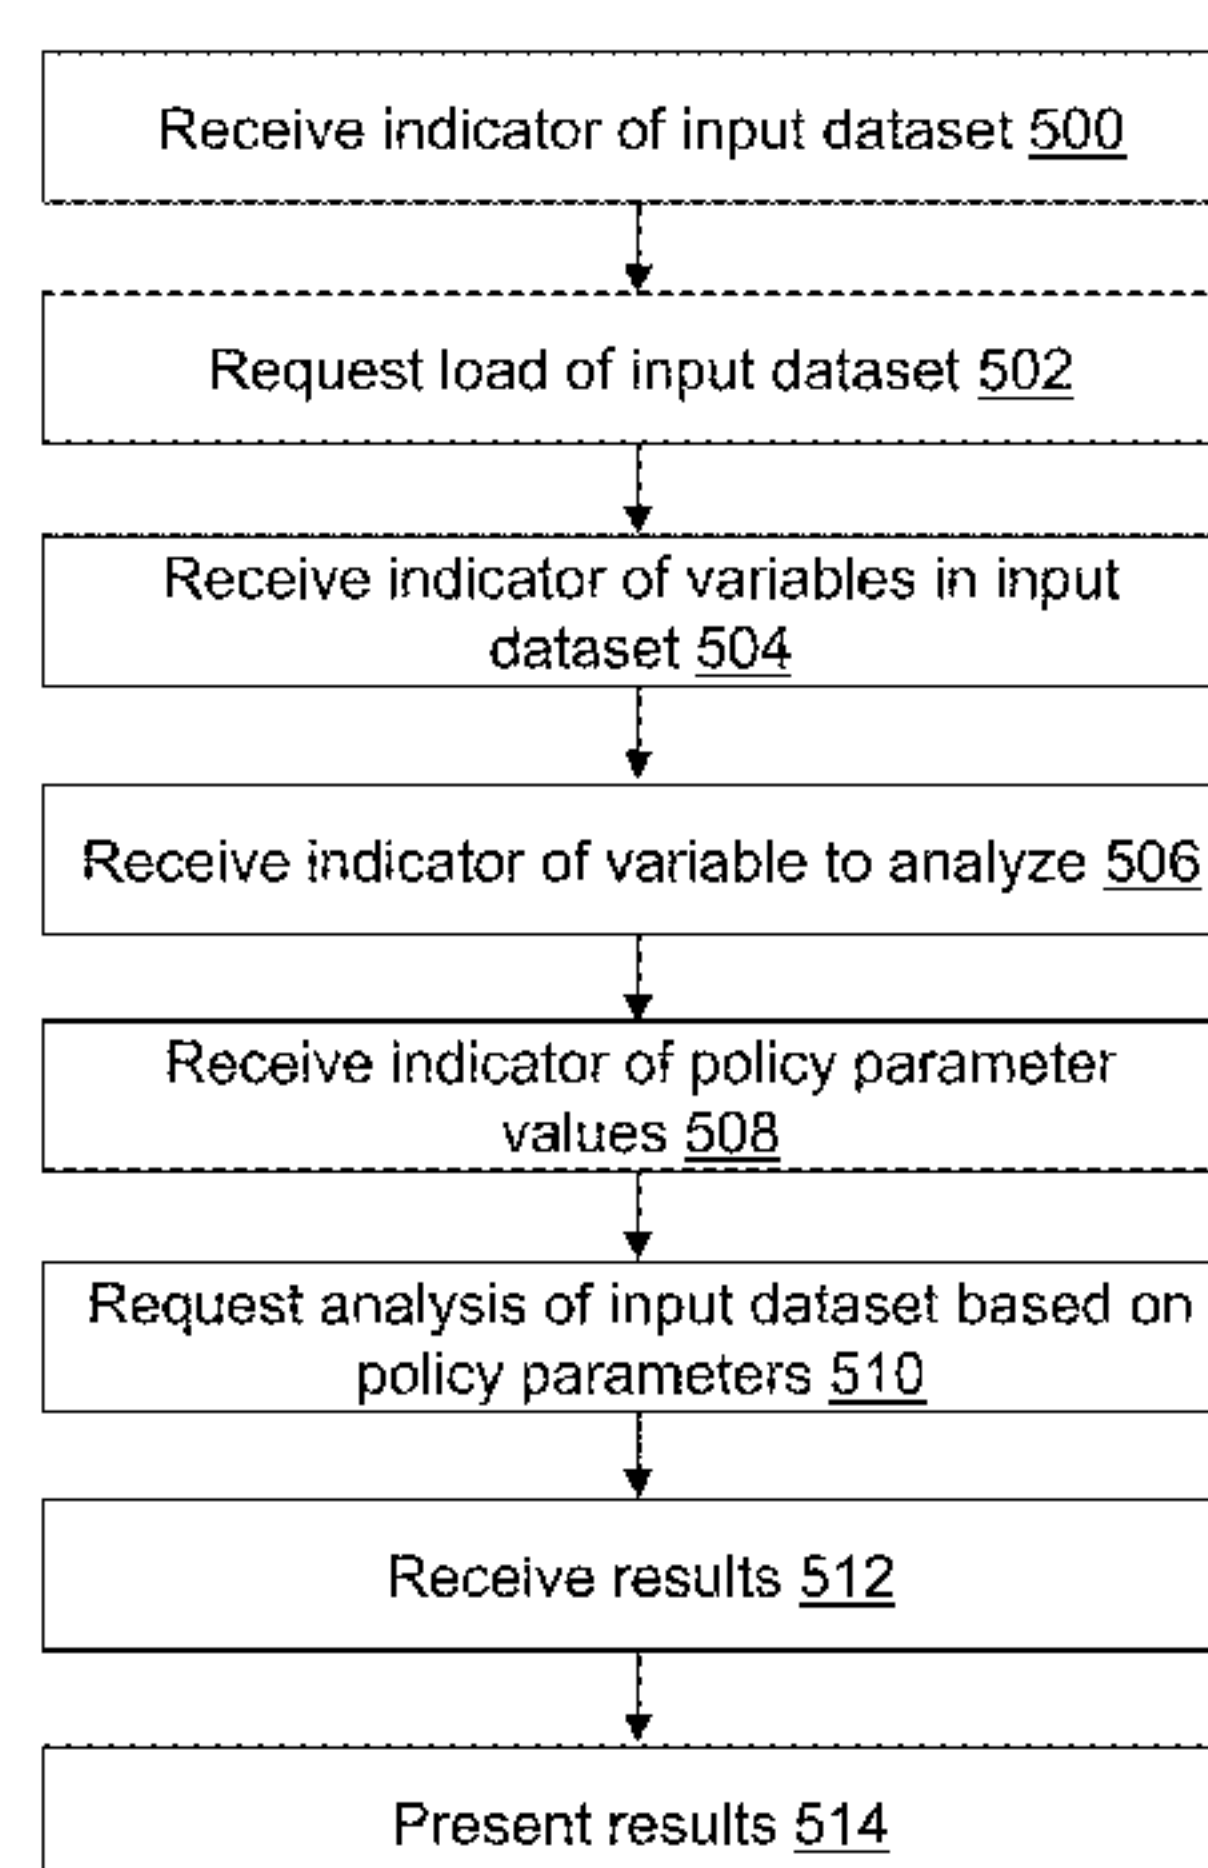 Receive indicator of input dataset 500
Request load of input dataset 502
Receive indicator of variables in input
dataset 504
Receive indicator of variable to analyze 506
Receive indicator of policy parameter
values 508
Request analysis of input dataset based on
policy parameters 510
Receive results 512
Present results 514